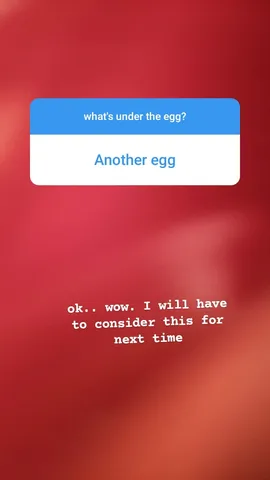 what's under the egg?
Another egg
ok.. wow. I will have
to consider this for
next time